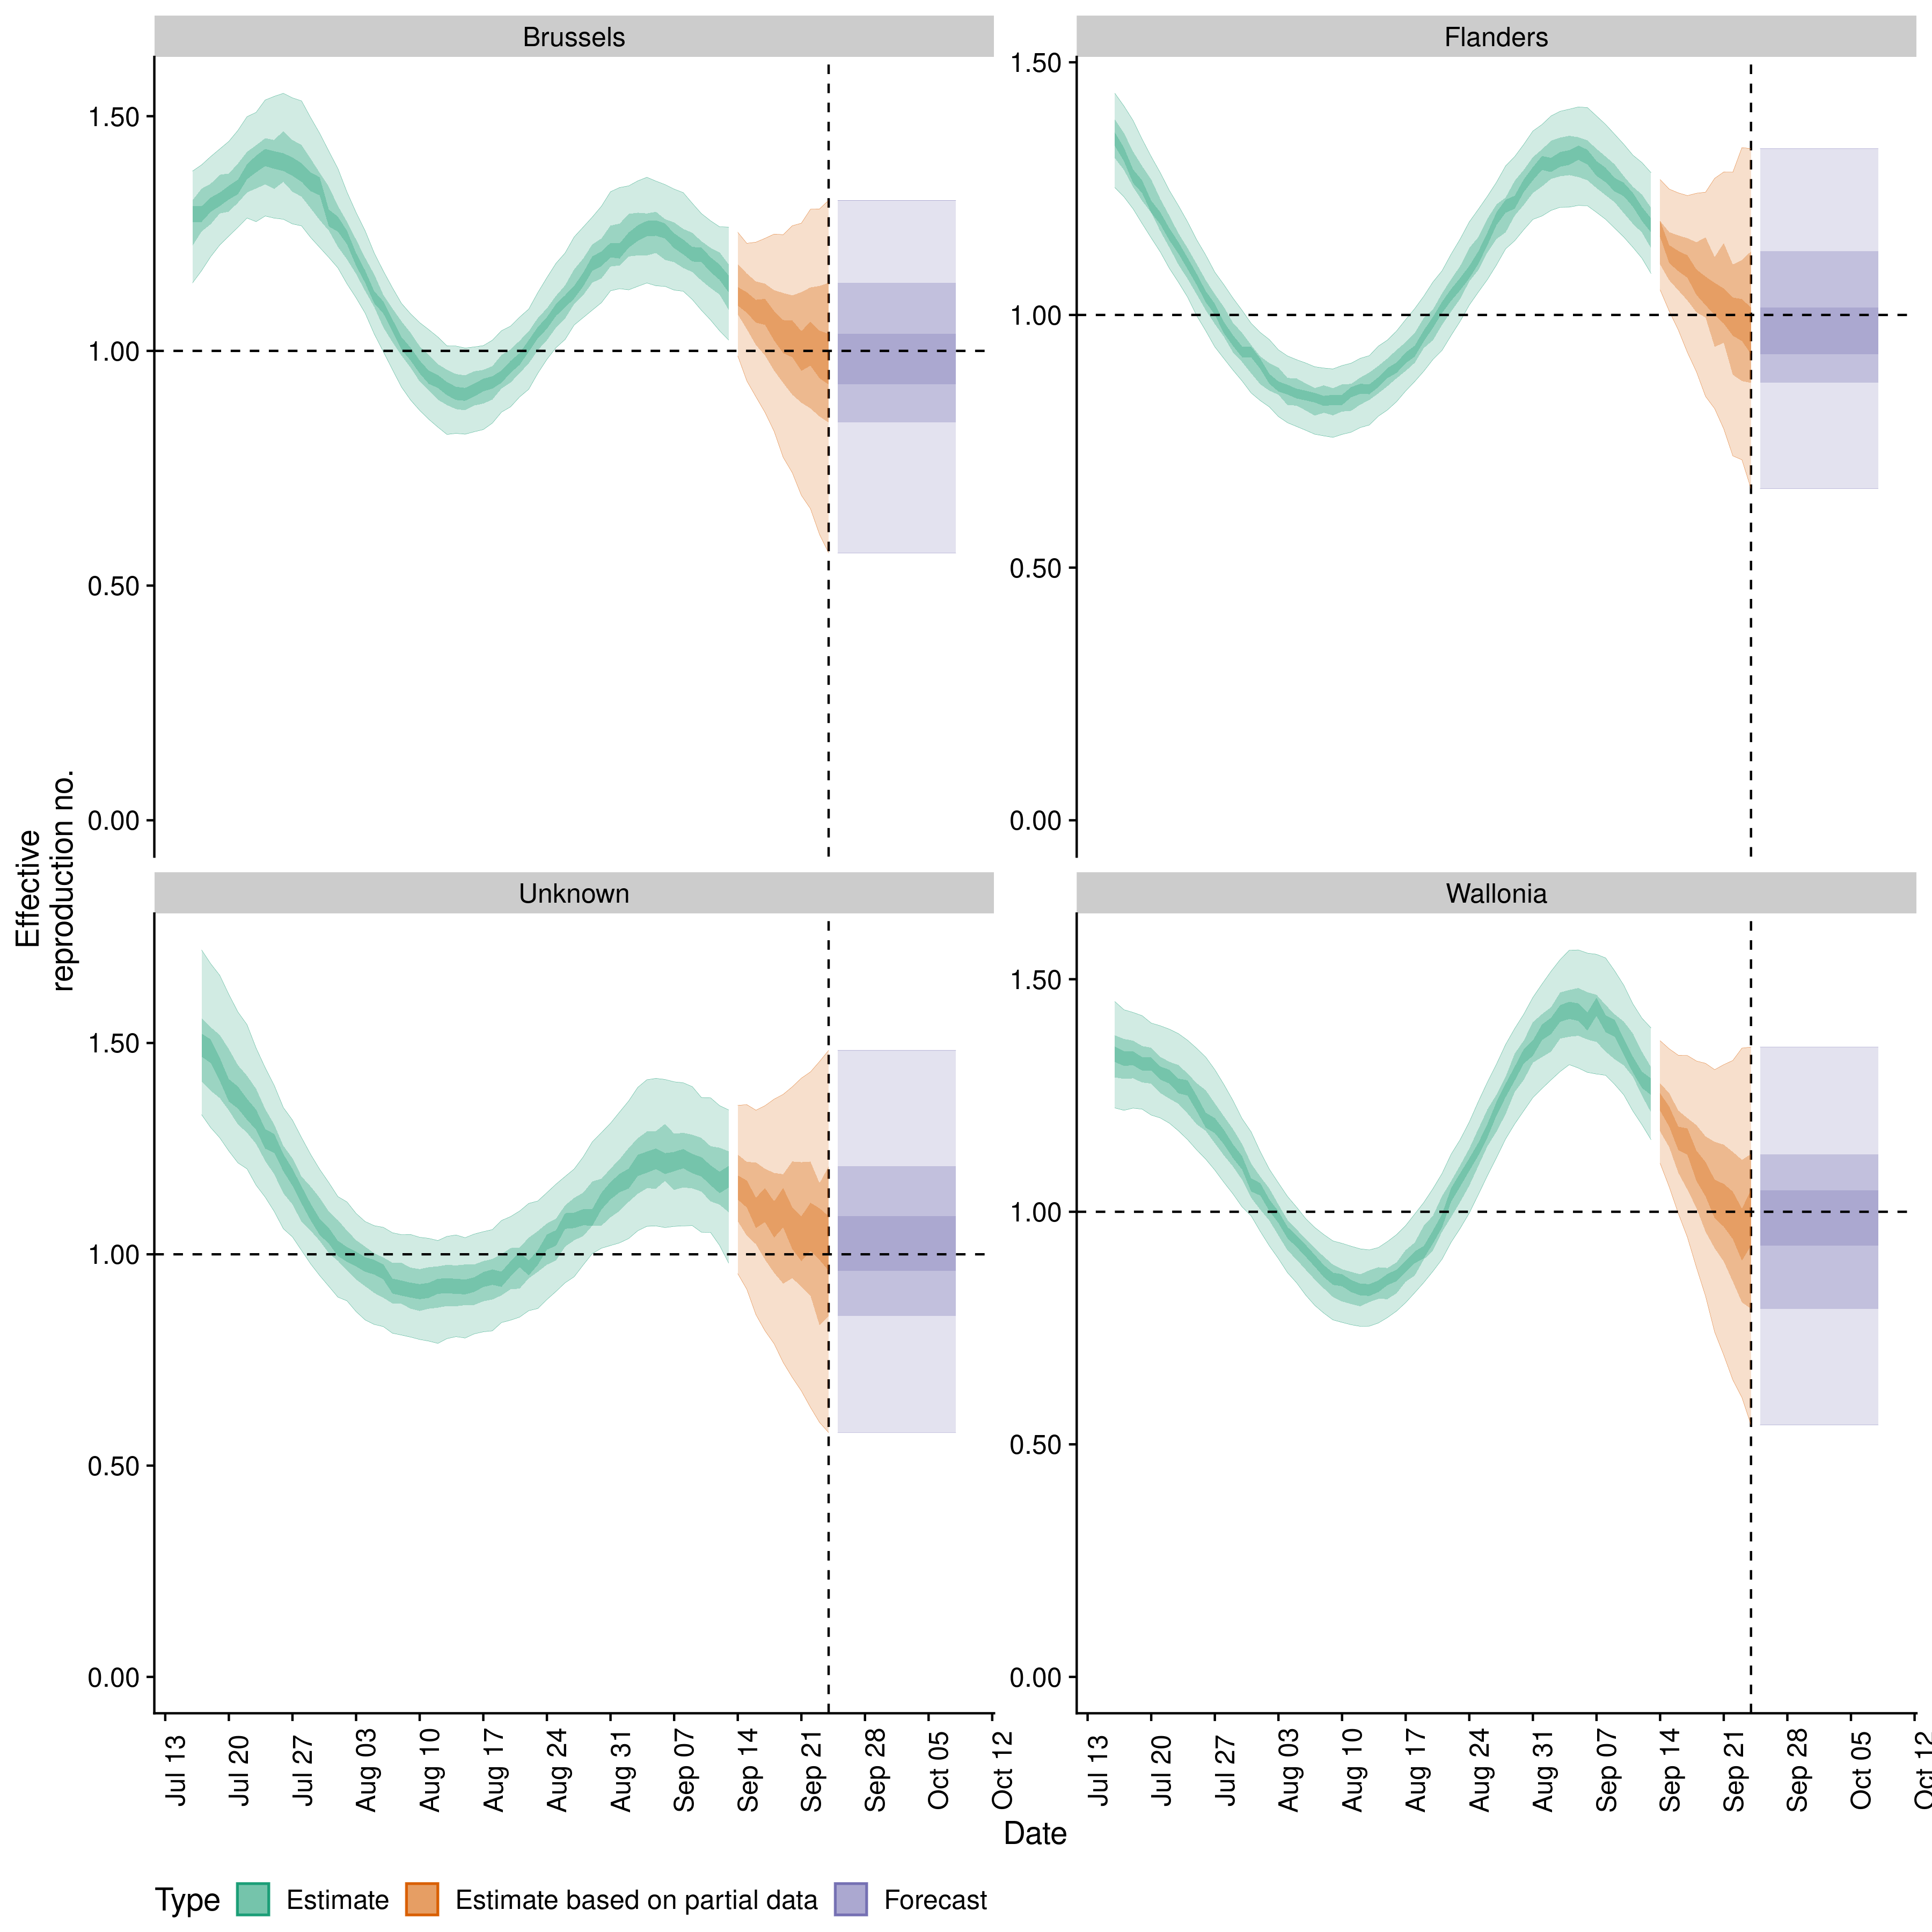 Brussels
Flanders
1.50
1.00
0.50
0.00
1.50
1.00
0.50
0.00
Effective
reproduction no.
Unknown
Wallonia
1.50
1.00
0.50
0.00
1.50
1.00
0.50
0.00
Jul 13
Jul 20
Jul 27
Aug 03
Aug 10
Aug 17
Aug 24
Aug 31
Sep 07
Sep 14
Sep 21
Sep 28
Oct 05
Oct 12
Jul 13
Jul 20
Jul 27
Aug 03
Aug 10
Aug 17
Aug 24
Aug 31
Sep 07
Sep 14
Sep 21
Sep 28
Oct 05
Oct 12
Date
Type Estimate Estimate based on partial data Forecast